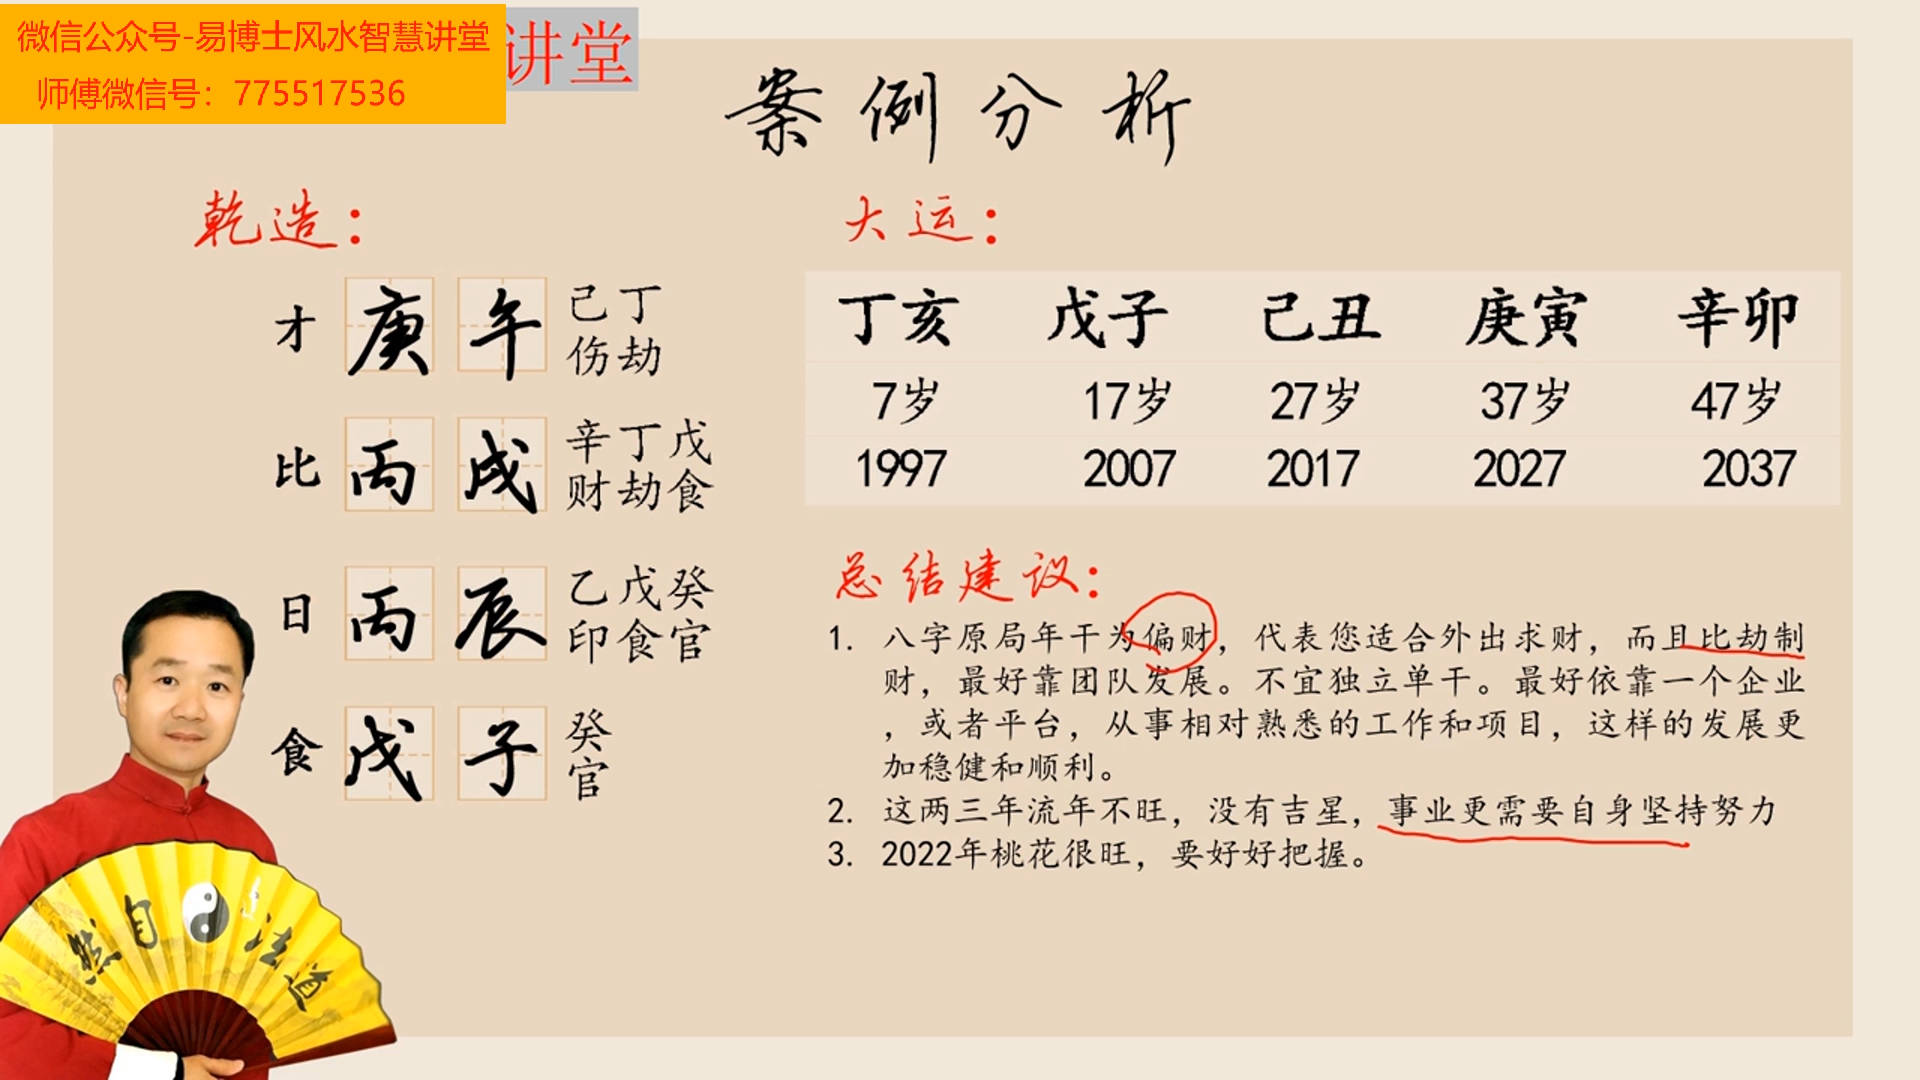 微信公众号-易博士风水智慧讲堂
师傅微信号：775517536
讲堂
案例分析
乾造：
才 庚 午 己丁
伤劫
比 丙 戌 辛丁戊
财劫食
日 丙 辰 乙戊癸
印食官
食 戊 子 癸
官
大运：
丁亥 戊子 己丑 庚寅 辛卯
7岁 17岁 27岁 37岁 47岁
1997 2007 2017 2027 2037
总结建议：
1. 八字原局年干为偏财，代表您适合外出求财，而且比劫制
财，最好靠团队发展。不宜独立单干。最好依靠一个企业
，或者平台，从事相对熟悉的工作和项目，这样的发展更
加稳健和顺利。
2. 这两三年流年不旺，没有吉星，事业更需要自身坚持努力
3. 2022年桃花很旺，要好好把握。
然自法道